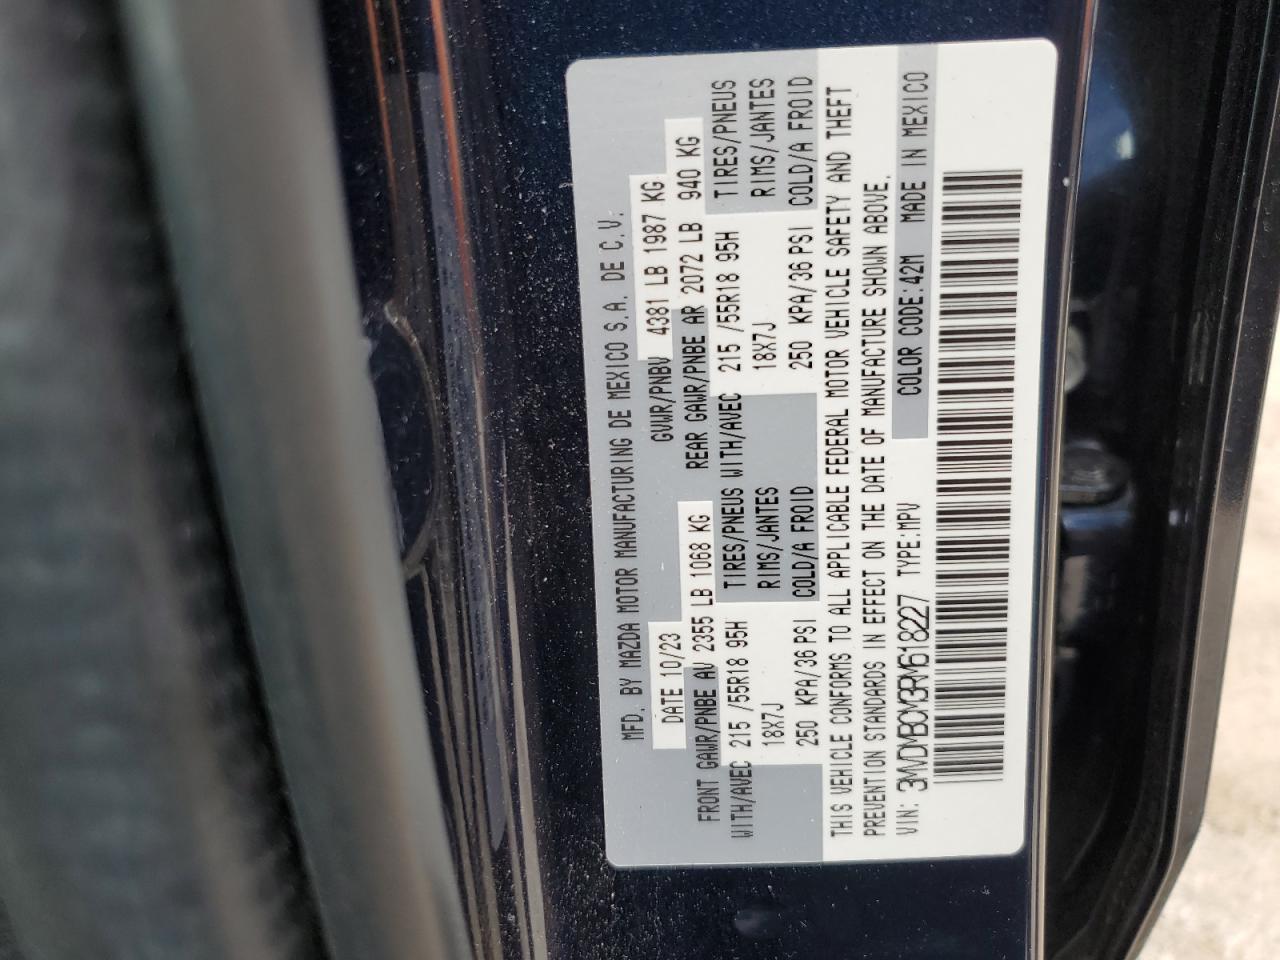 MFD. BY MAZDA MOTOR MANUFACTURING DE MEXICO S.A. DE C.V.
DATE 10/23 GVWR/PNBV 4381 LB 1987 KG
FRONT GAWR/PNBE AV 2355 LB 1068 KG REAR GAWR/PNBE AR 2072 LB 940 KG
WITH/AVEC 215 /55R18 95H TIRES/PNEUS WITH/AVEC 215 /55R18 95H TIRES/PNEUS
18X7J RIMS/JANTES 18X7J RIMS/JANTES
250 KPA/36 PSI COLD/A FROID 250 KPA/36 PSI COLD/A FROID
THIS VEHICLE CONFORMS TO ALL APPLICABLE FEDERAL MOTOR VEHICLE SAFETY AND THEFT
PREVENTION STANDARDS IN EFFECT ON THE DATE OF MANUFACTURE SHOWN ABOVE.
VIN: 3MVDMBCM3RM618227 TYPE:MPV COLOR CODE:42M MADE IN MEXICO